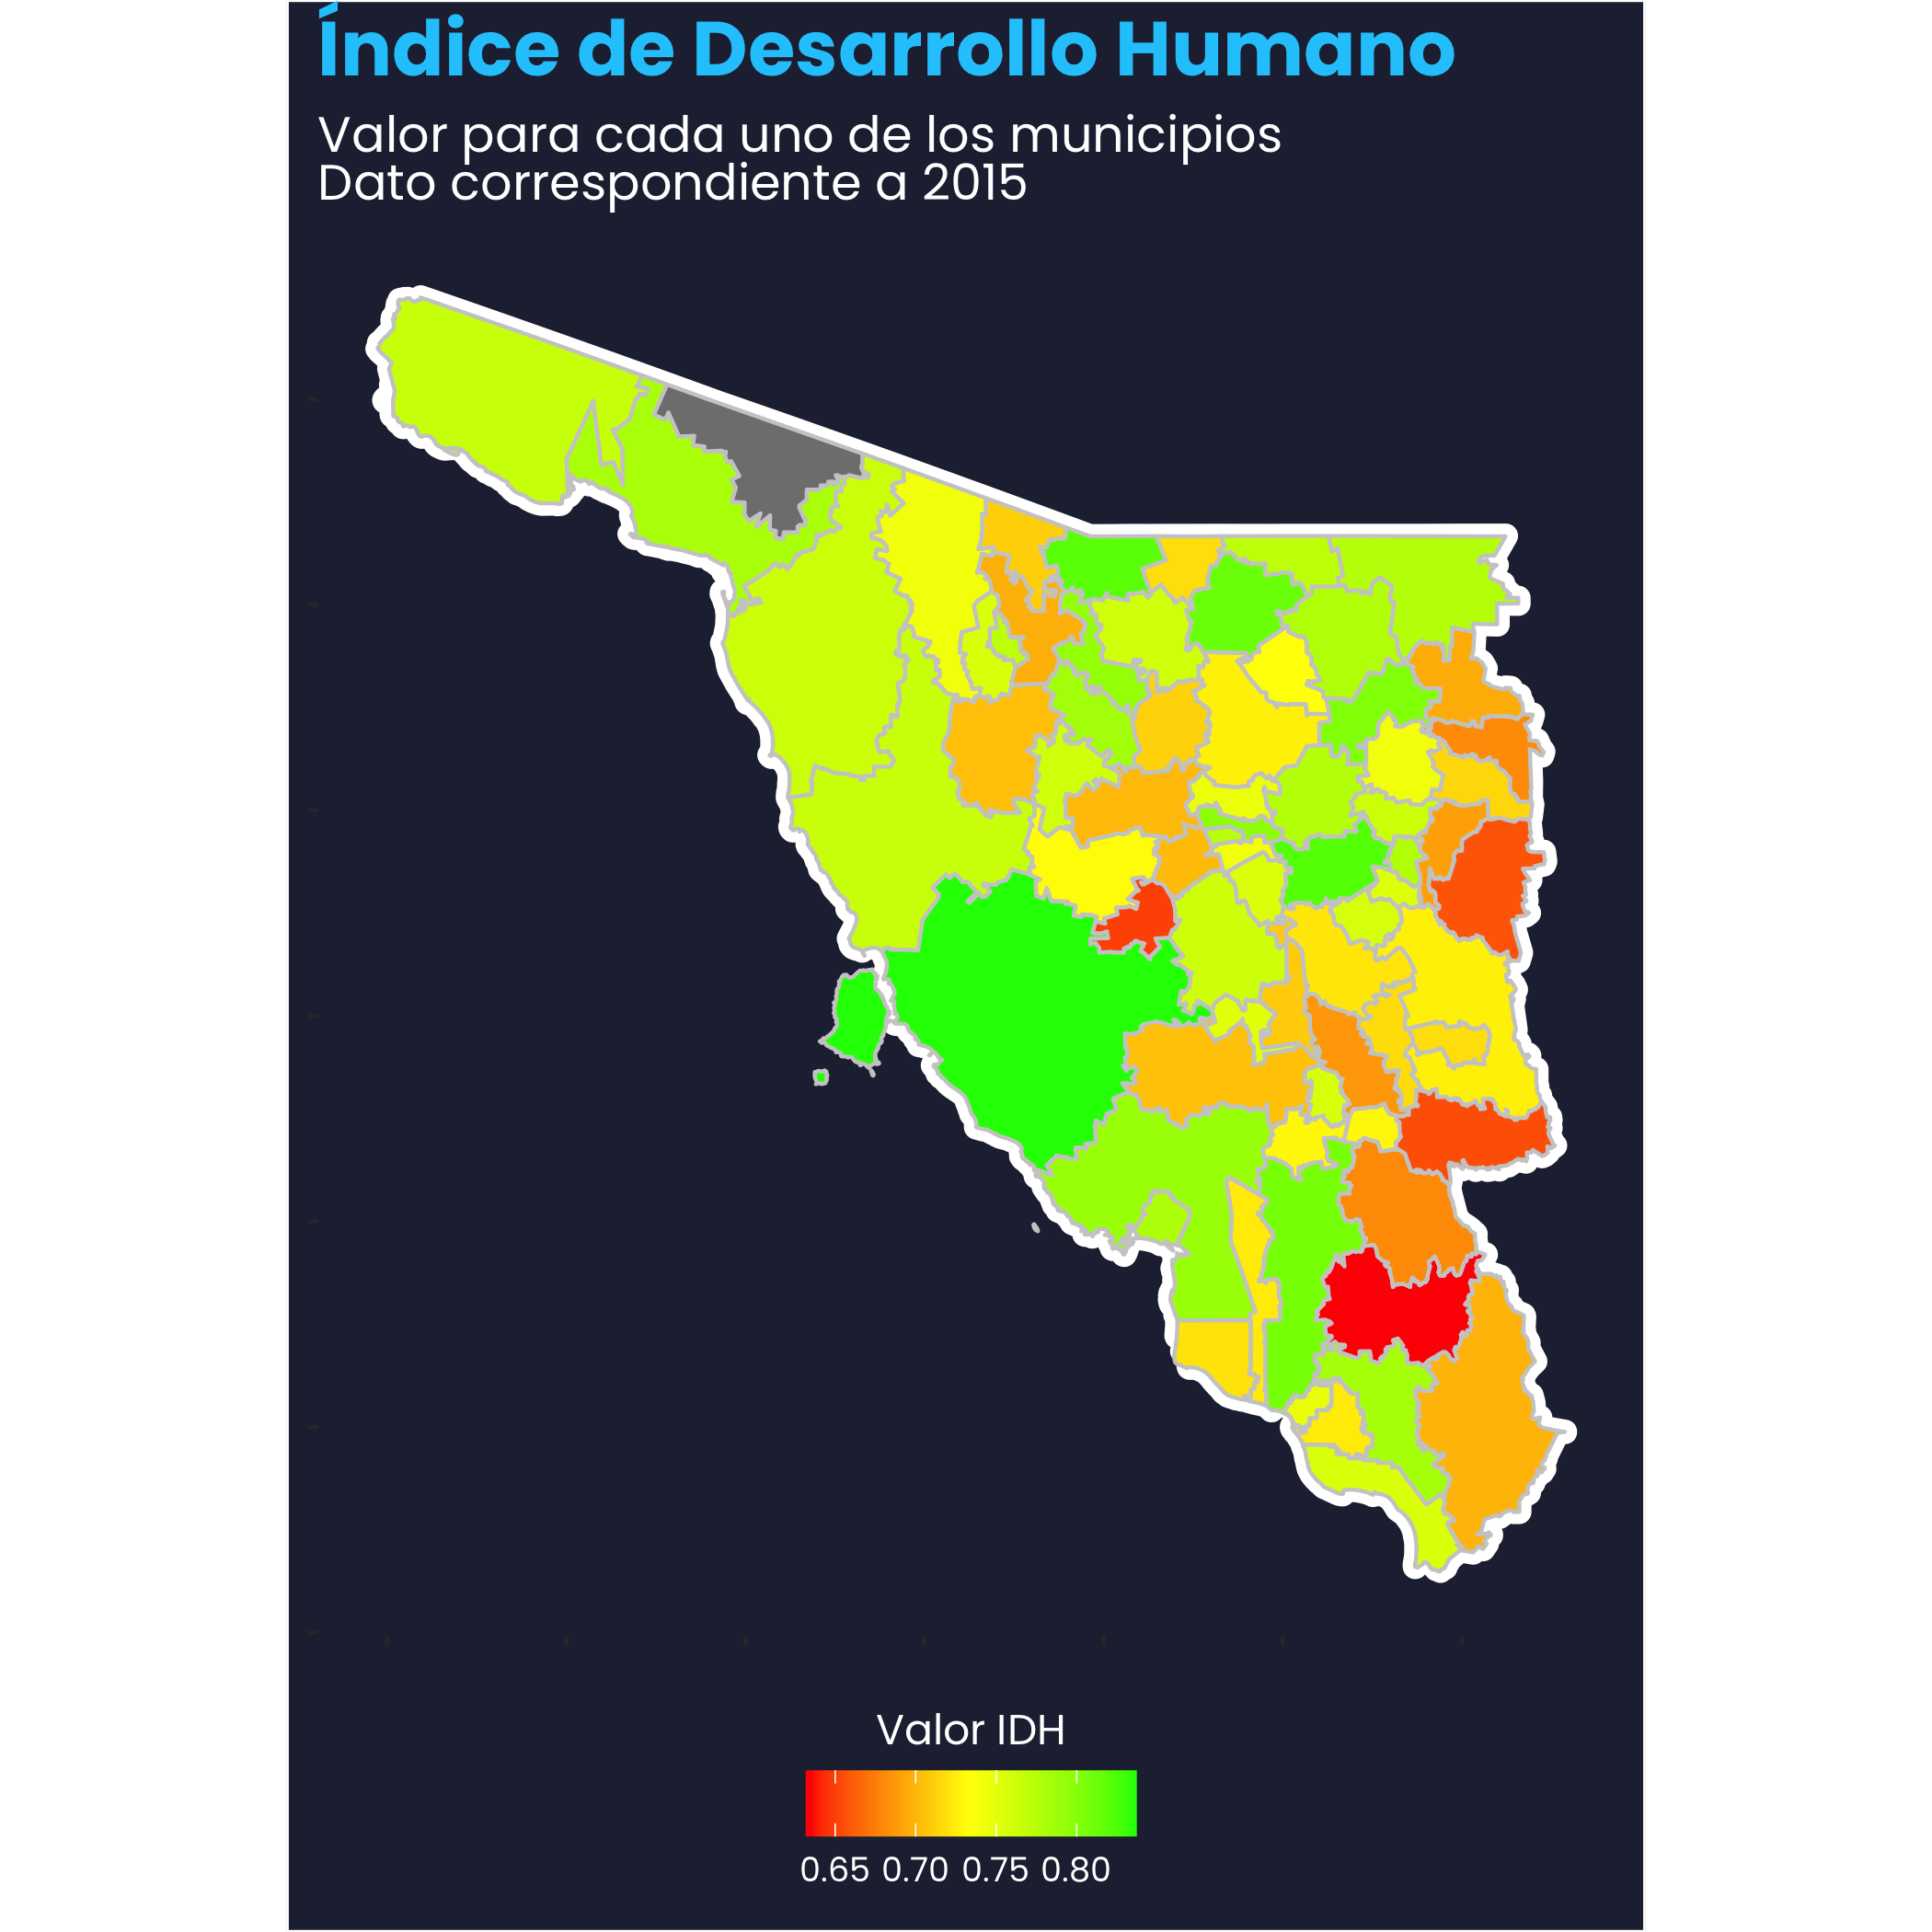 Índice de Desarrollo Humano
Valor para cada uno de los municipios
Dato correspondiente a 2015
Valor IDH
0.65 0.70 0.75 0.80